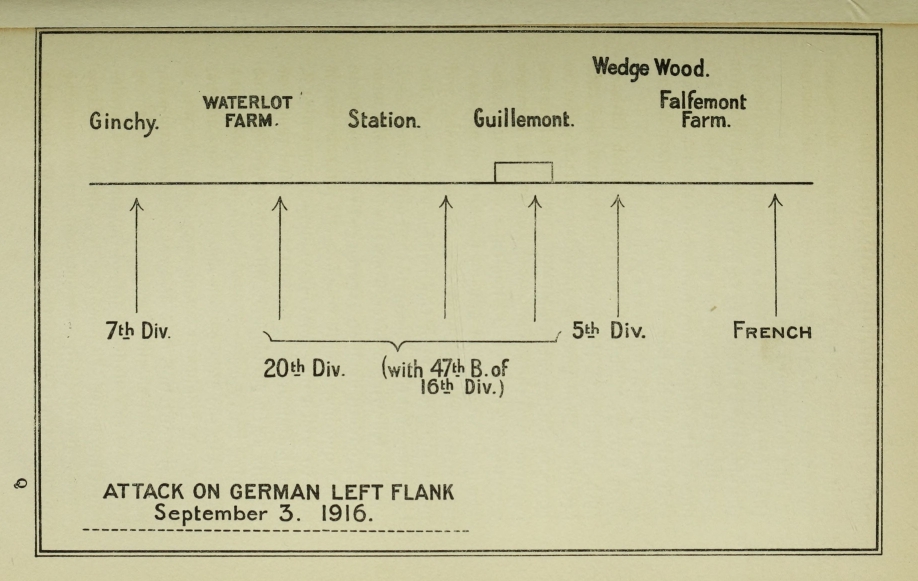 Wedge Wood.
Ginchy.
WATERLOT
FARM.
Station.
Guillemont.
Falfemont
Farm.
7th Div.
20th Div.
(with 47th B. of
16th Div.)
5th Div.
FRENCH
ATTACK ON GERMAN LEFT FLANK
September 3. 1916.